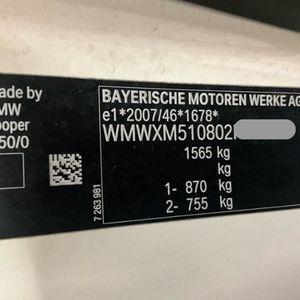 ade by
MW
ooper
50/0
BAYERISCHE MOTOREN WERKE AG
e1*2007/46*1678*
WMWXM510802
1565 kg
kg
1- 870 kg
2- 755 kg
7 263 981